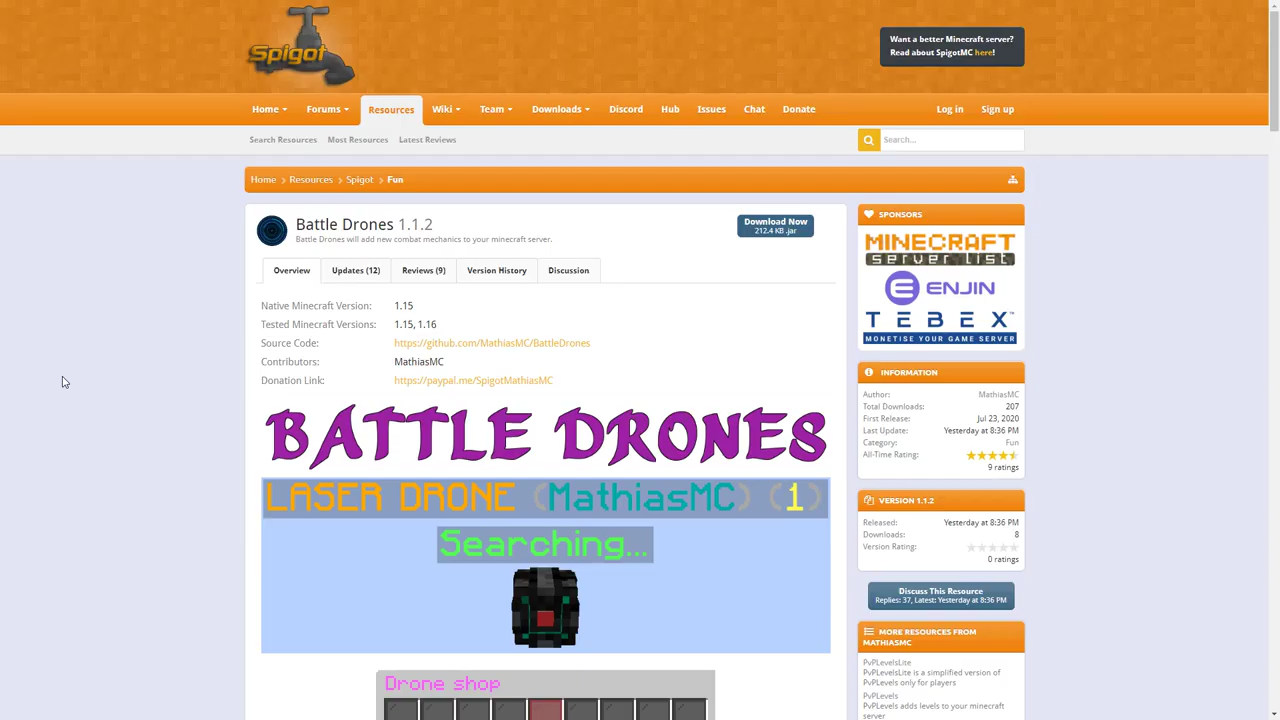 Spigot
Want a better Minecraft server?
Read about SpigotMC here!
Home Forums Resources Wiki Team Downloads Discord Hub Issues Chat Donate Log in Sign up
Search Resources Most Resources Latest Reviews
Search...
Home Resources Spigot Fun
Battle Drones 1.1.2
Battle Drones will add new combat mechanics to your minecraft server.
Download Now
212.4 KB .jar
Overview Updates (12) Reviews (9) Version History Discussion
Native Minecraft Version: 1.15
Tested Minecraft Versions: 1.15, 1.16
Source Code: https://github.com/MathiasMC/BattleDrones
Contributors: MathiasMC
Donation Link: https://paypal.me/SpigotMathiasMC
BATTLE DRONES
LASER DRONE (MathiasMC) (1)
Searching...
Drone shop
SPONSORS
MINECRAFT
server list
ENJIN
TEBEX™
MONETISE YOUR GAME SERVER
INFORMATION
Author: MathiasMC
Total Downloads: 207
First Release: Jul 23, 2020
Last Update: Yesterday at 8:36 PM
Category: Fun
All-Time Rating:
9 ratings
VERSION 1.1.2
Released: Yesterday at 8:36 PM
Downloads: 8
Version Rating:
0 ratings
Discuss This Resource
Replies: 37, Latest: Yesterday at 8:36 PM
MORE RESOURCES FROM
MATHIASMC
PvPLevelsLite
PvPLevelsLite is a simplified version of
PvPLevels only for players
PvPLevels
PvPLevels adds levels to your minecraft
server